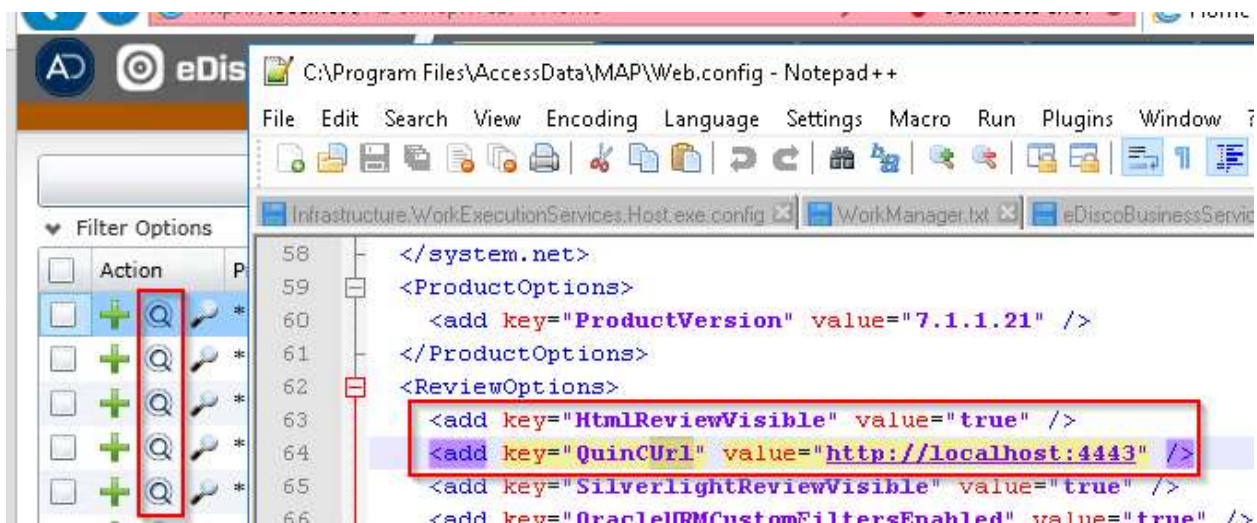 AD eDis
C:\Program Files\AccessData\MAP\Web.config - Notepad++
File Edit Search View Encoding Language Settings Macro Run Plugins Window ?
Infrastructure.WorkExecutionServices.Host.exe.config WorkManager.txt eDiscoBusinessServic
Filter Options
Action P
58 </system.net>
59 <ProductOptions>
60 <add key="ProductVersion" value="7.1.1.21" />
61 </ProductOptions>
62 <ReviewOptions>
63 <add key="HtmlReviewVisible" value="true" />
64 <add key="QuinCUrl" value="http://localhost:4443" />
65 <add key="SilverlightReviewVisible" value="true" />
66 <add key="OracleURMCustomFiltersEnabled" value="true" />